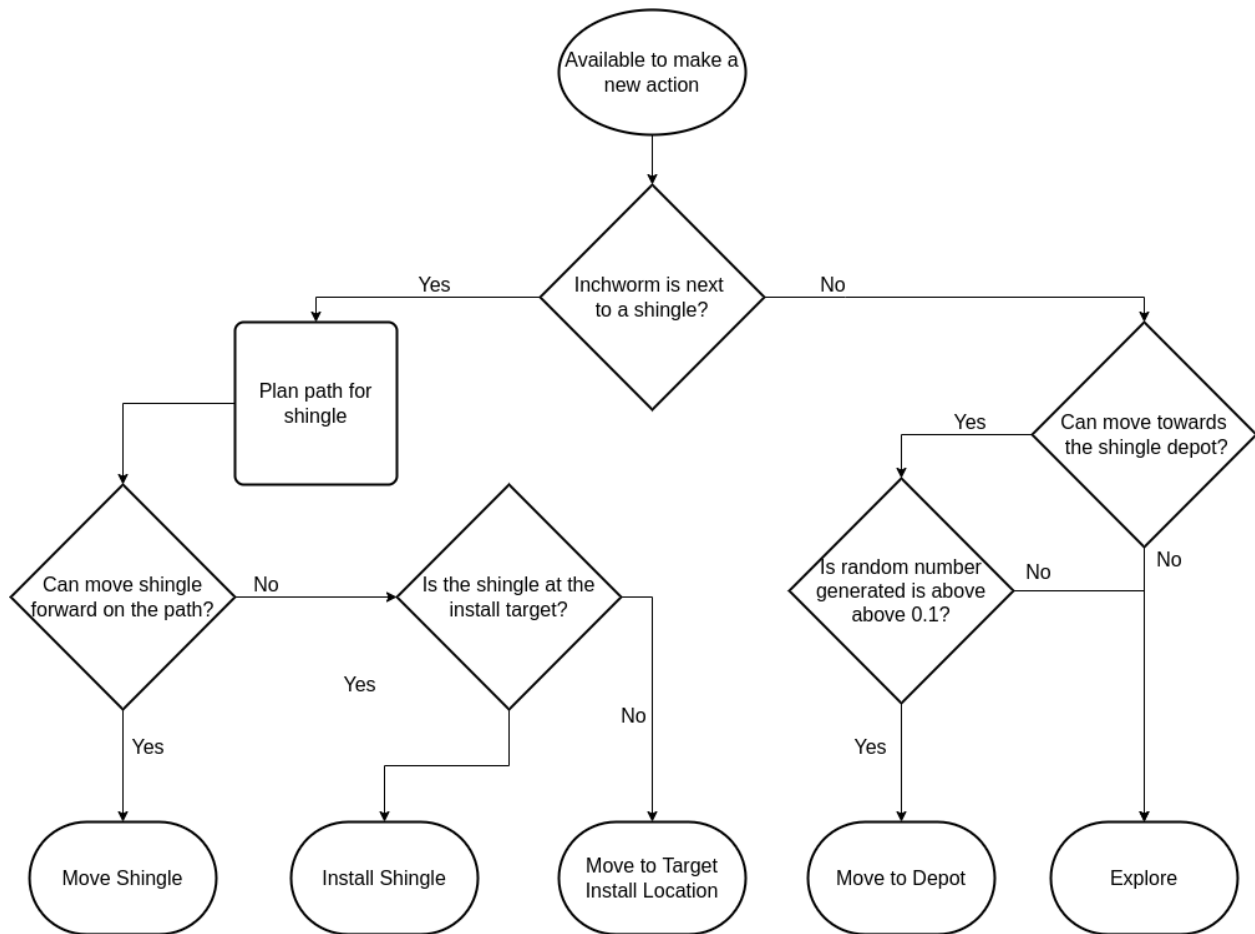 Available to make a
new action
Inchworm is next
to a shingle?
Yes
No
Plan path for
shingle
Can move towards
the shingle depot?
Yes
No
Can move shingle
forward on the path?
No
Yes
Is the shingle at the
install target?
Yes
No
Is random number
generated is above
above 0.1?
No
Yes
Move Shingle
Install Shingle
Move to Target
Install Location
Move to Depot
Explore